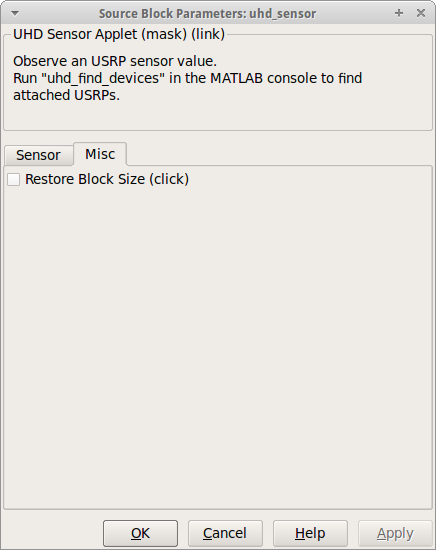 Source Block Parameters: uhd_sensor
UHD Sensor Applet (mask) (link)
Observe an USRP sensor value.
Run "uhd_find_devices" in the MATLAB console to find
attached USRPs.
Sensor Misc
Restore Block Size (click)
OK Cancel Help Apply